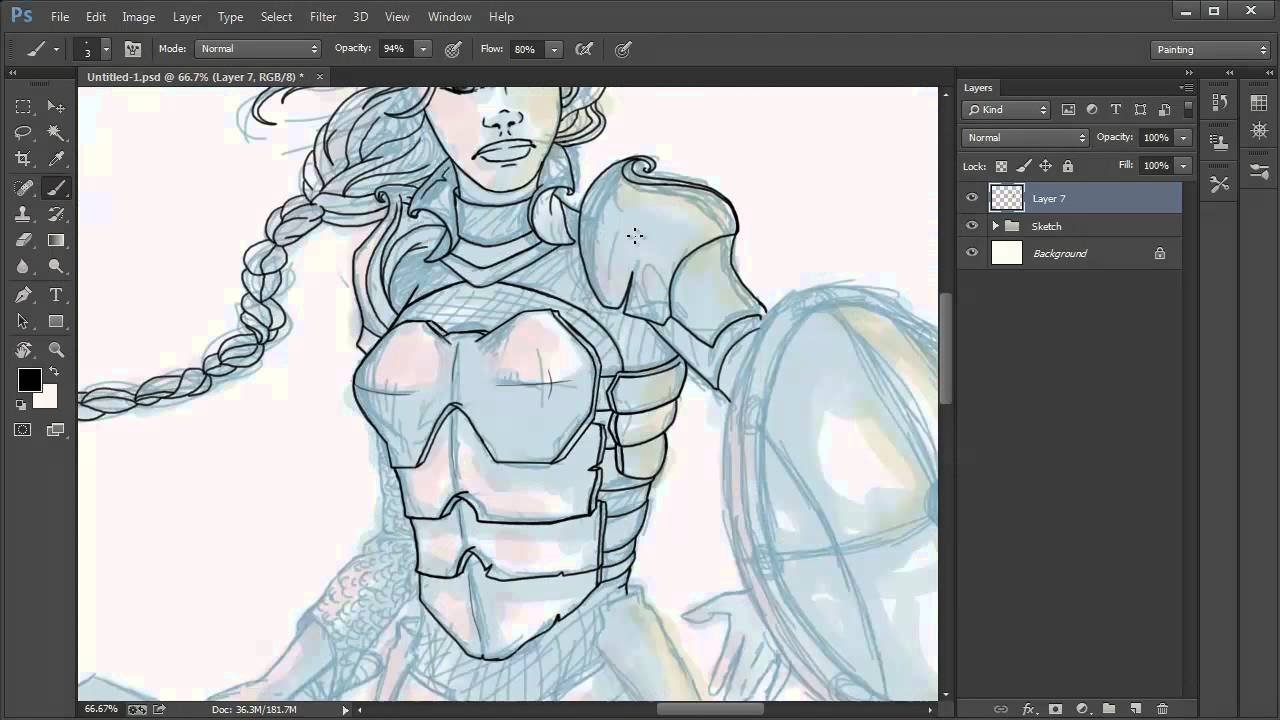 Ps File Edit Image Layer Type Select Filter 3D View Window Help
3 Mode: Normal Opacity: 94% Flow: 80% Painting
Untitled-1.psd @ 66.7% (Layer 7, RGB/8) *
Layers
Kind
Normal Opacity: 100%
Lock: Fill: 100%
Layer 7
Sketch
Background
66.67% Doc: 36.3M/181.7M